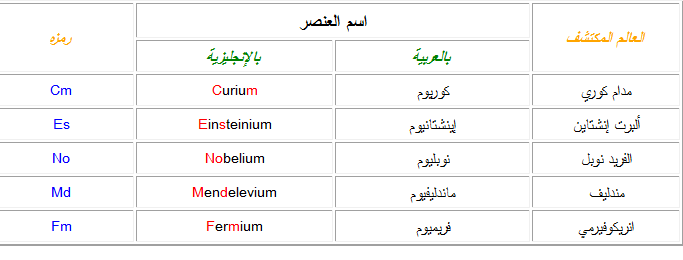 العالم المكتشف اسم العنصر رمزه
بالعربية بالإنجليزية
مدام كوري كوريوم Curium Cm
ألبرت إنشتاين إينشتانيوم Einsteinium Es
الفريد نوبل نوبليوم Nobelium No
مندليف ماندليفيوم Mendelevium Md
انريكوفيرمي فريميوم Fermium Fm